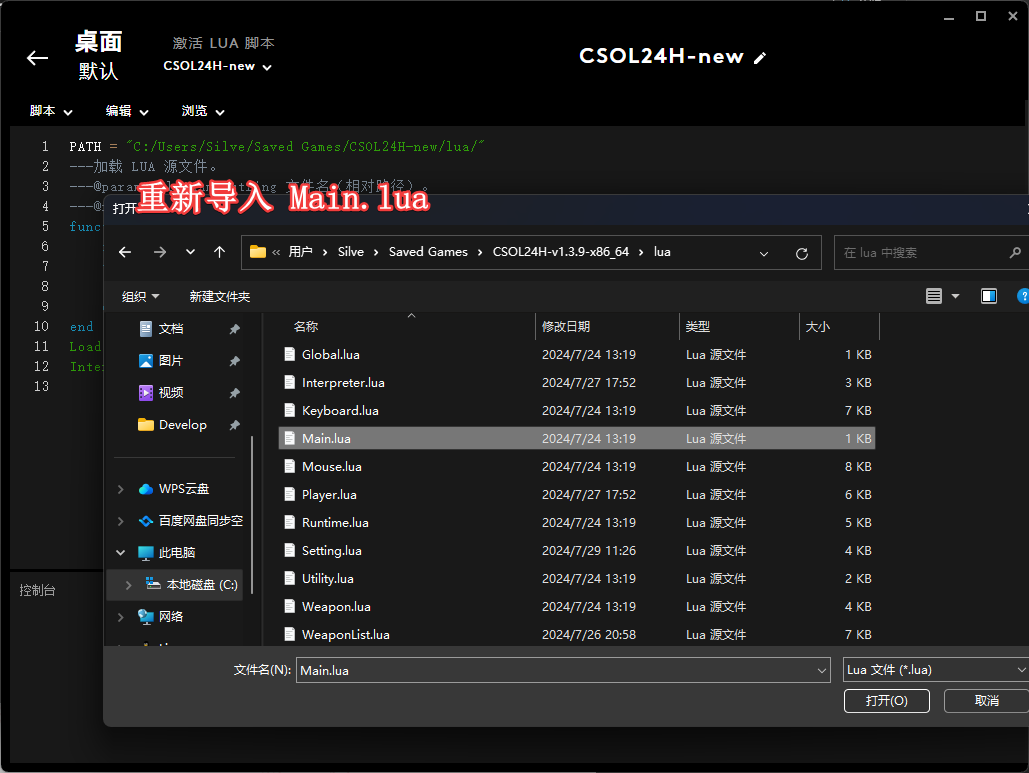 桌面
默认
激活 LUA 脚本
CSOL24H-new
CSOL24H-new
脚本 编辑 浏览
1 PATH = "C:/Users/Silve/Saved Games/CSOL24H-new/lua/"
2 ---加载 LUA 源文件。
3 ---@param
4 ---@
重新导入 Main.lua
打开
5 func
6
7
8
9
10 end
11 Load
12 Inte
13
« 用户 › Silve › Saved Games › CSOL24H-v1.3.9-x86_64 › lua
在 lua 中搜索
组织 新建文件夹
文档
图片
视频
Develop
WPS云盘
百度网盘同步空
此电脑
本地磁盘 (C:)
网络
名称 修改日期 类型 大小
Global.lua 2024/7/24 13:19 Lua 源文件 1 KB
Interpreter.lua 2024/7/27 17:52 Lua 源文件 3 KB
Keyboard.lua 2024/7/24 13:19 Lua 源文件 7 KB
Main.lua 2024/7/24 13:19 Lua 源文件 1 KB
Mouse.lua 2024/7/24 13:19 Lua 源文件 8 KB
Player.lua 2024/7/27 17:52 Lua 源文件 6 KB
Runtime.lua 2024/7/24 13:19 Lua 源文件 5 KB
Setting.lua 2024/7/29 11:26 Lua 源文件 4 KB
Utility.lua 2024/7/24 13:19 Lua 源文件 2 KB
Weapon.lua 2024/7/24 13:19 Lua 源文件 4 KB
WeaponList.lua 2024/7/26 20:58 Lua 源文件 7 KB
文件名(N): Main.lua
Lua 文件 (*.lua)
打开(O) 取消
控制台